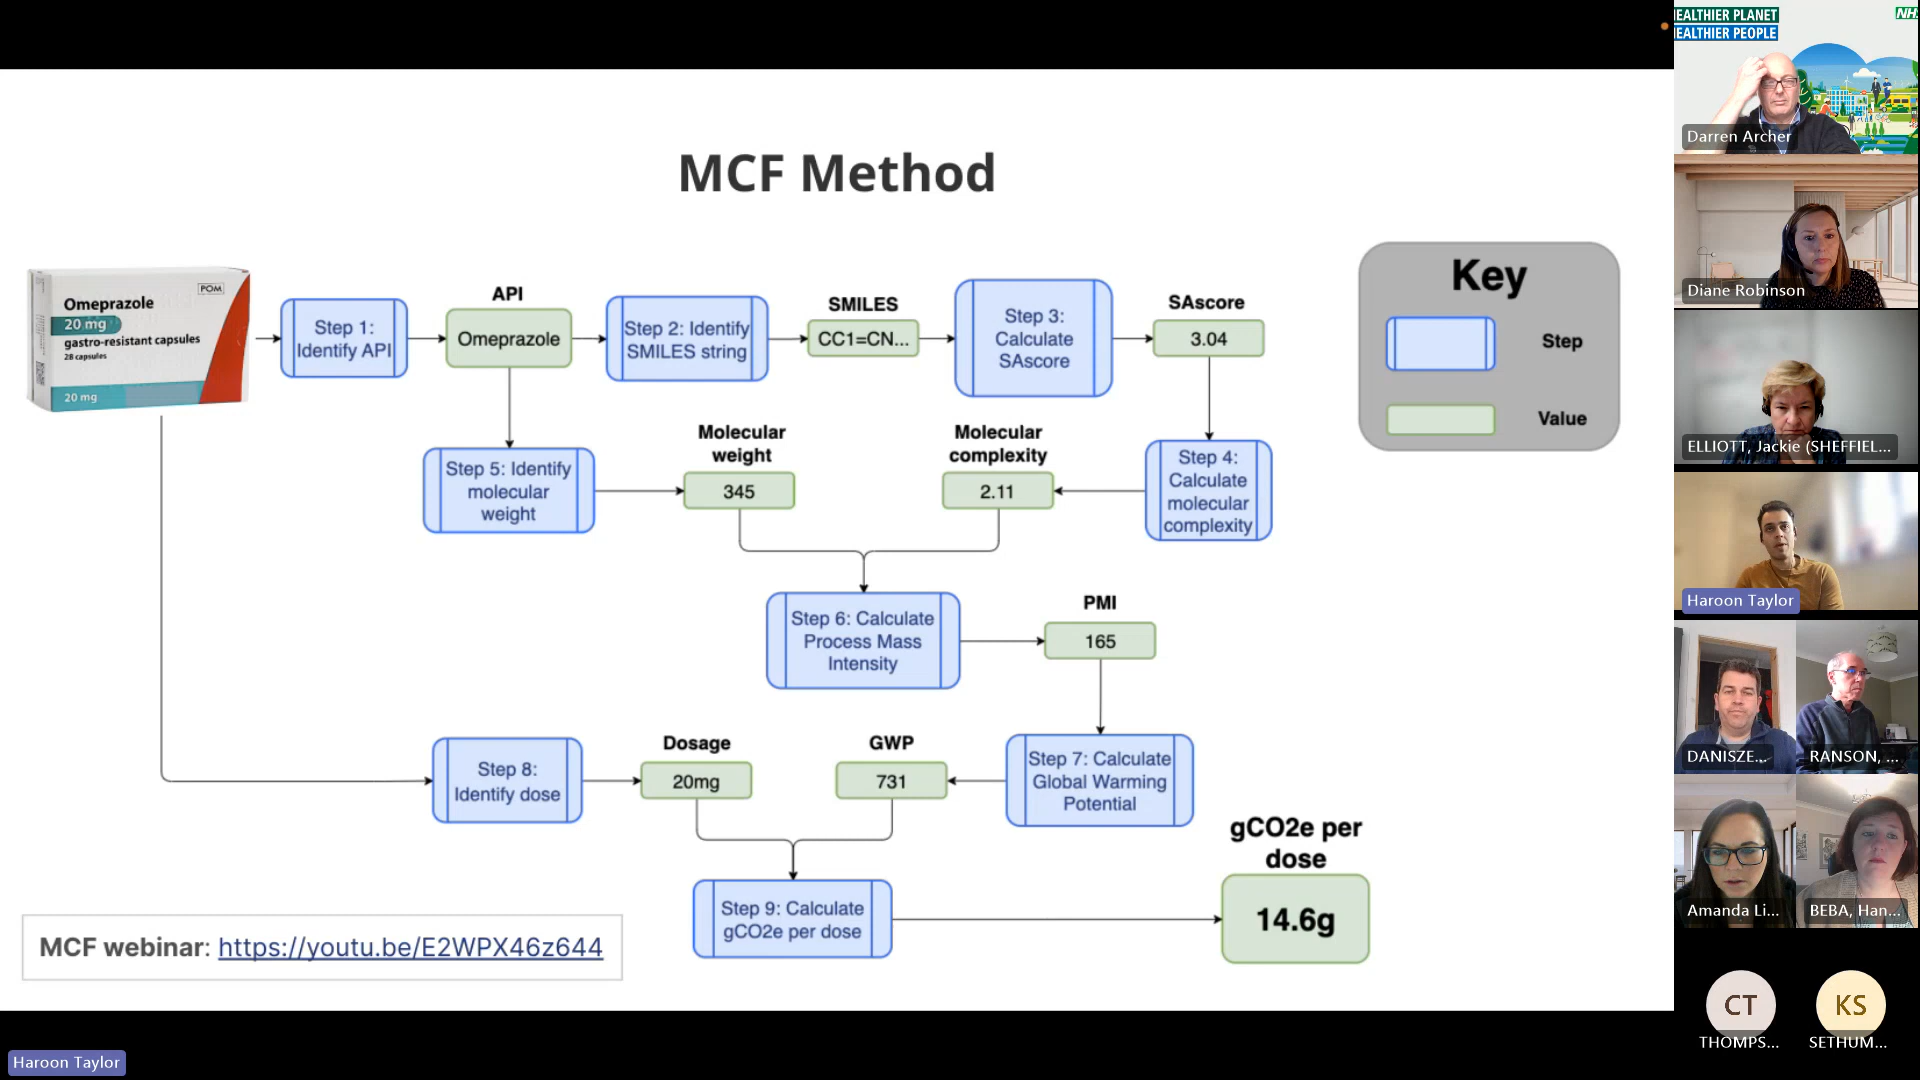 MCF Method
Omeprazole
20 mg
gastro-resistant capsules
28 capsules
POM
20 mg
Step 1:
Identify API
API
Omeprazole
Step 2: Identify
SMILES string
SMILES
CC1=CN...
Step 3:
Calculate
SAscore
SAscore
3.04
Key
Step
Value
Step 5: Identify
molecular
weight
Molecular
weight
345
Molecular
complexity
2.11
Step 4:
Calculate
molecular
complexity
Step 6: Calculate
Process Mass
Intensity
PMI
165
Step 8:
Identify dose
Dosage
20mg
GWP
731
Step 7: Calculate
Global Warming
Potential
Step 9: Calculate
gCO2e per dose
gCO2e per
dose
14.6g
MCF webinar: https://youtu.be/E2WPX46z644
Haroon Taylor
EALTHIER PLANET
EALTHIER PEOPLE
NH
Darren Archer
Diane Robinson
ELLIOTT, Jackie (SHEFFIEL...
Haroon Taylor
DANISZE...
RANSON, ...
Amanda Li...
BEBA, Han...
CT
KS
THOMPS...
SETHUM...